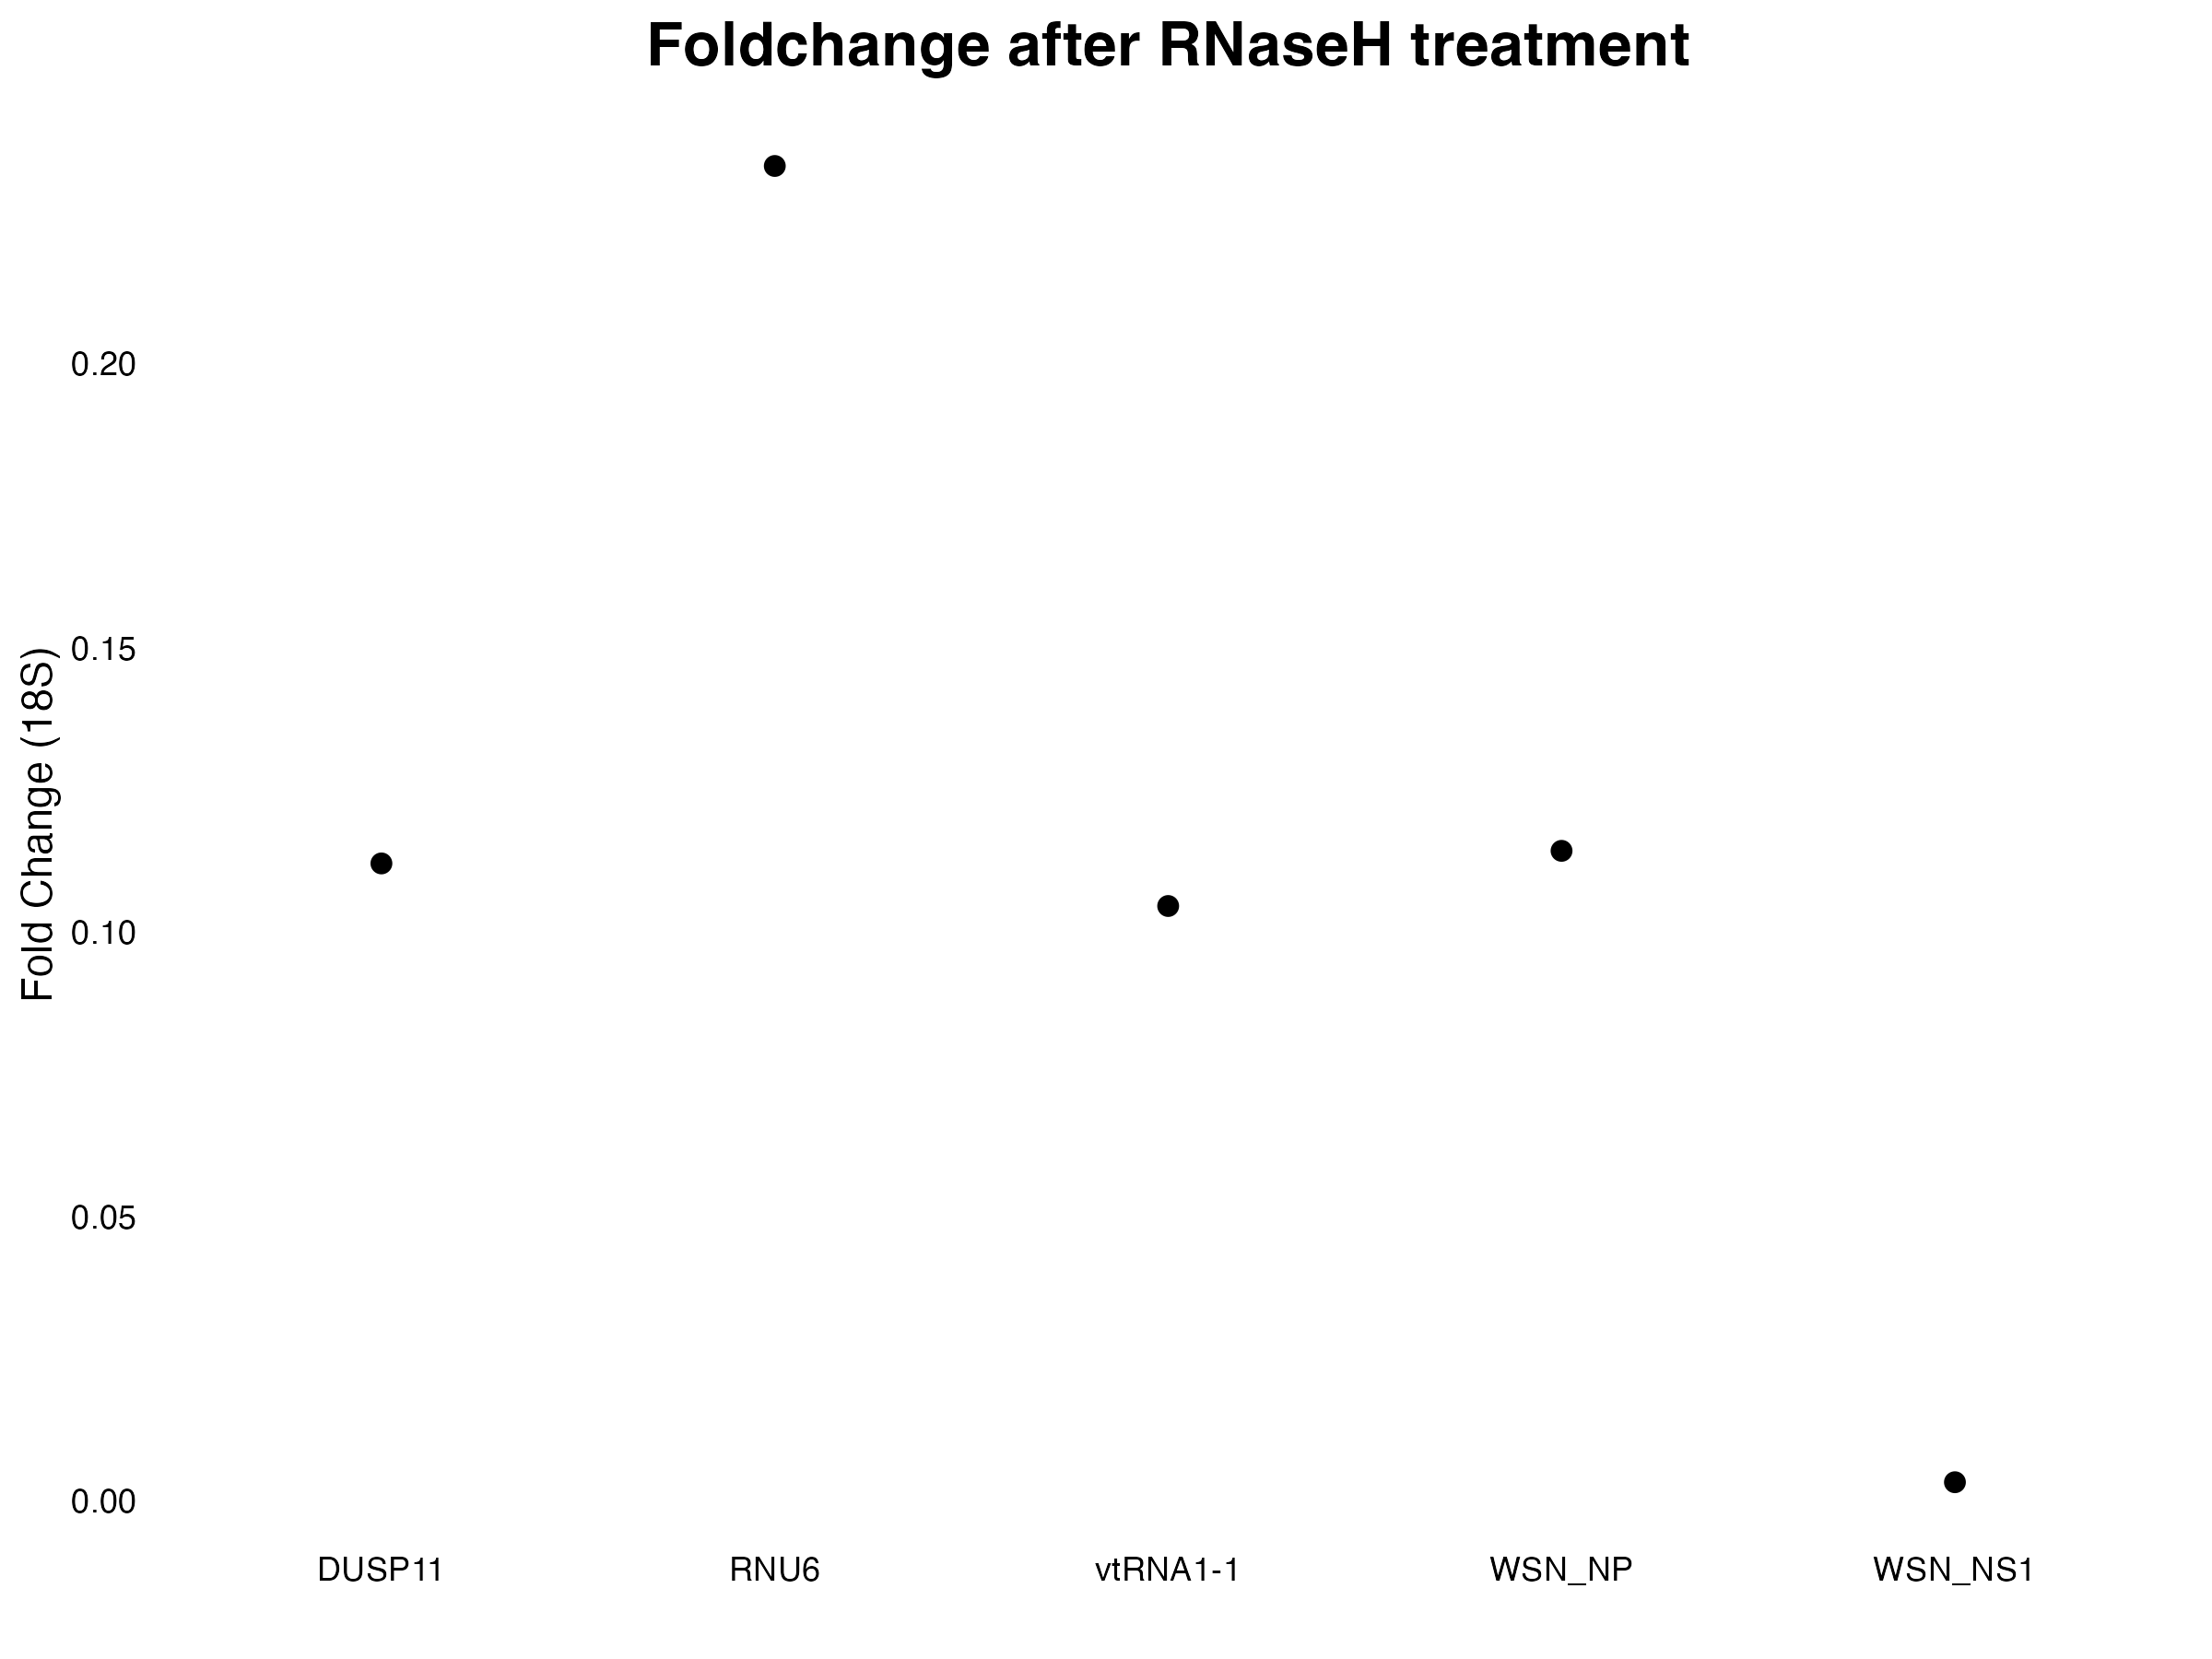 Foldchange after RNaseH treatment
Fold Change (18S)
0.20
0.15
0.10
0.05
0.00
DUSP11 RNU6 vtRNA1-1 WSN_NP WSN_NS1